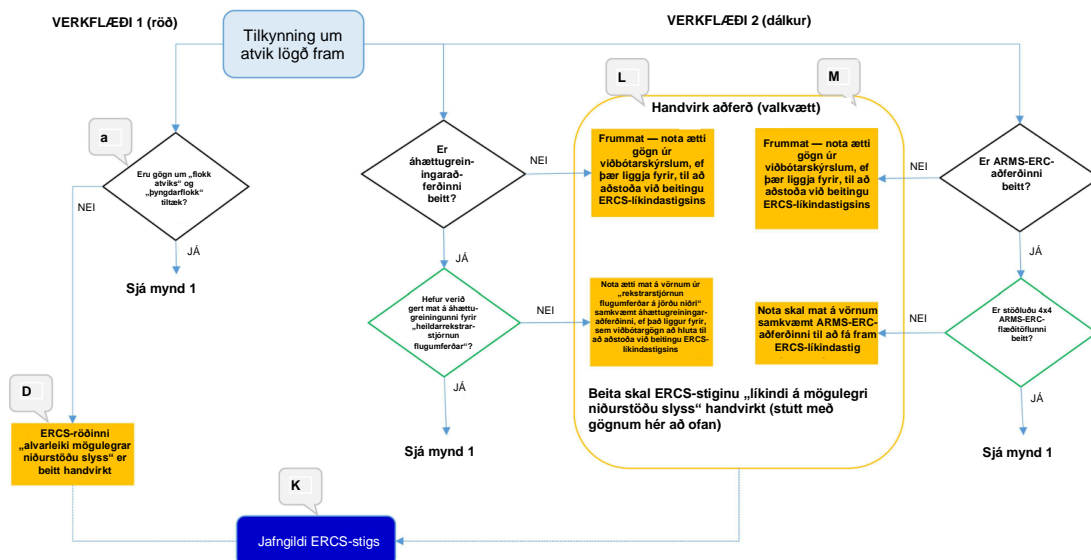 VERKFLÆÐI 1 (röð)
Tilkynning um
atvik lögð fram
VERKFLÆÐI 2 (dálkur)
a
Eru gögn um „flokk
atviks“ og
„þyngdarflokk“
tiltæk?
NEI
JÁ
Sjá mynd 1
D
ERCS-röðinni
„alvarleiki mögulegrar
niðurstöðu slyss“ er
beitt handvirkt
Er
áhættugrein-
ingarað-
ferðinni
beitt?
NEI
JÁ
Hefur verið
gert mat á áhættu-
greiningunni fyrir
„heildarrekstrar-
stjórnun
flugumferðar“?
NEI
JÁ
Sjá mynd 1
L
M
Handvirk aðferð (valkvætt)
Frummat — nota ætti
gögn úr
viðbótarskýrslum, ef
þær liggja fyrir, til að
aðstoða við beitingu
ERCS-líkindastigsins
Frummat — nota ætti
gögn úr
viðbótarskýrslum, ef
þær liggja fyrir, til að
aðstoða við beitingu
ERCS-líkindastigsins
Nota ætti mat á vörnum úr
„rekstrarstjórnun
flugumferðar á jörðu niðri“
samkvæmt áhættugreiningar-
aðferðinni, ef það liggur fyrir,
sem viðbótargögn að hluta til
að aðstoða við beitingu ERCS-
líkindastigsins
Nota skal mat á vörnum
samkvæmt ARMS-ERC-
aðferðinni til að fá fram
ERCS-líkindastig
Beita skal ERCS-stiginu „líkindi á mögulegri
niðurstöðu slyss“ handvirkt (stutt með
gögnum hér að ofan)
Er ARMS-ERC-
aðferðinni
beitt?
NEI
JÁ
Er stöðluðu 4x4
ARMS-ERC-
flæðitöflunni
beitt?
NEI
JÁ
Sjá mynd 1
K
Jafngildi ERCS-stigs